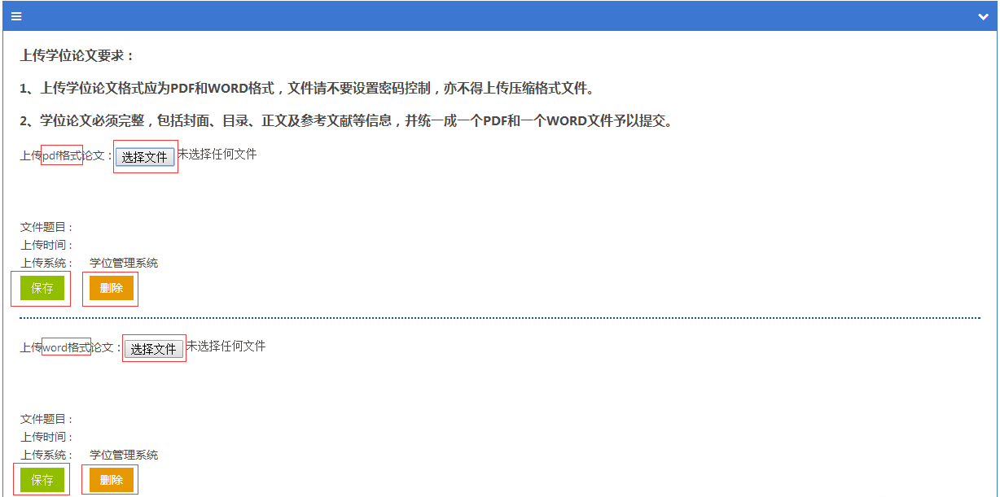 上传学位论文要求：
1、上传学位论文格式应为PDF和WORD格式，文件请不要设置密码控制，亦不得上传压缩格式文件。
2、学位论文必须完整，包括封面、目录、正文及参考文献等信息，并统一成一个PDF和一个WORD文件予以提交。
上传pdf格式论文：选择文件 未选择任何文件
文件题目：
上传时间：
上传系统： 学位管理系统
保存 删除
上传word格式论文：选择文件 未选择任何文件
文件题目：
上传时间：
上传系统： 学位管理系统
保存 删除